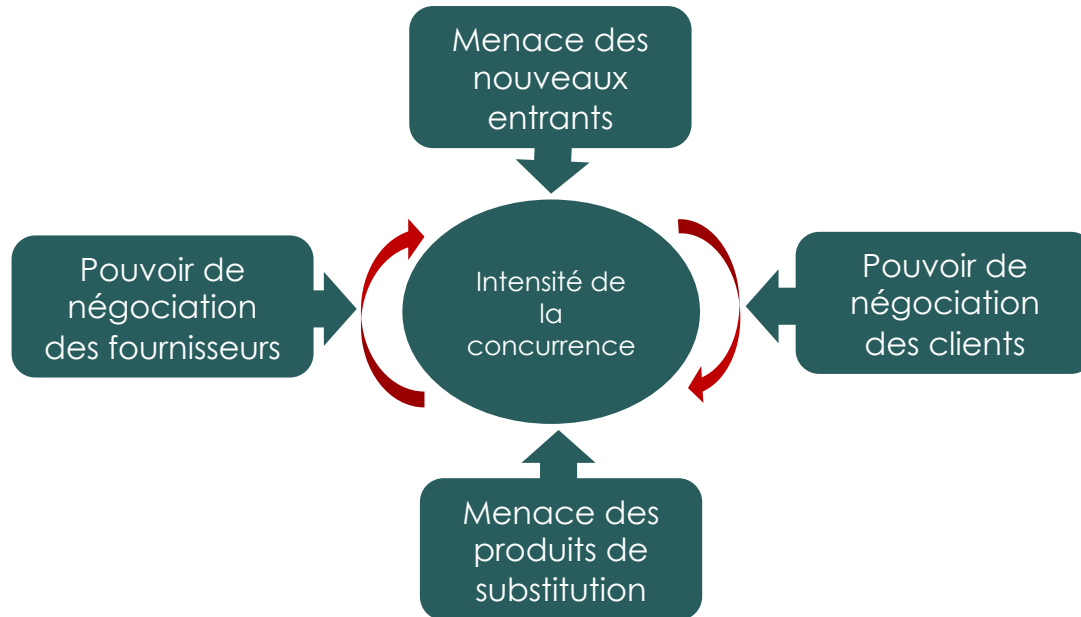 Menace des
nouveaux
entrants
Pouvoir de
négociation
des fournisseurs
Intensité de
la
concurrence
Pouvoir de
négociation
des clients
Menace des
produits de
substitution